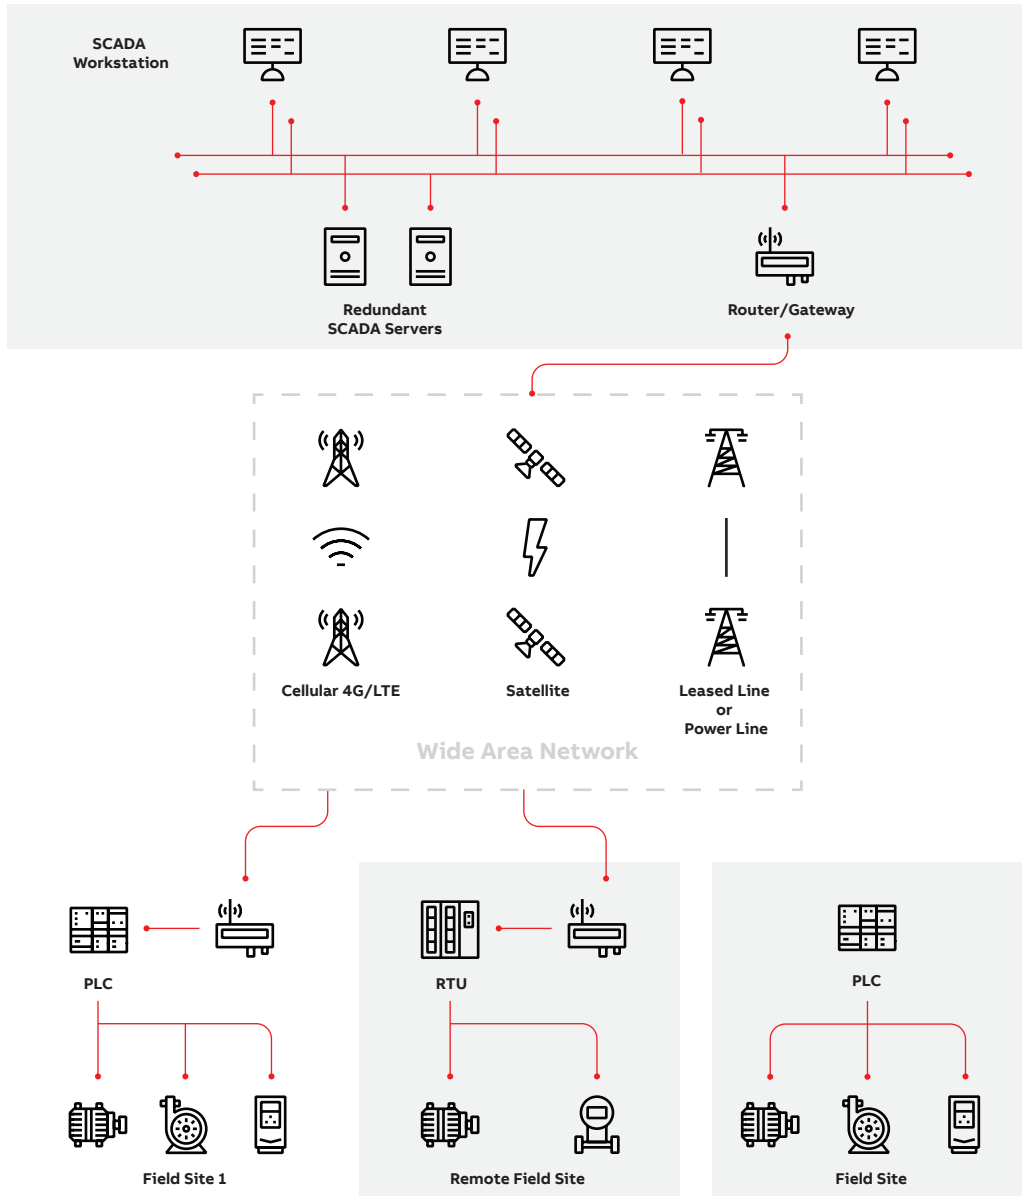 SCADA
Workstation
Redundant
SCADA Servers
Router/Gateway
Cellular 4G/LTE
Satellite
Leased Line
or
Power Line
Wide Area Network
PLC
RTU
PLC
Field Site 1
Remote Field Site
Field Site